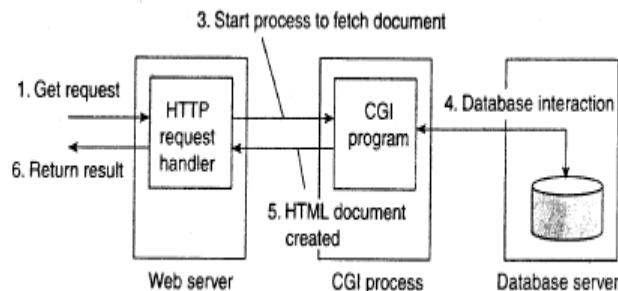 3. Start process to fetch document
1. Get request
HTTP
request
handler
CGI
program
4. Database interaction
6. Return result
5. HTML document
created
Web server
CGI process
Database server